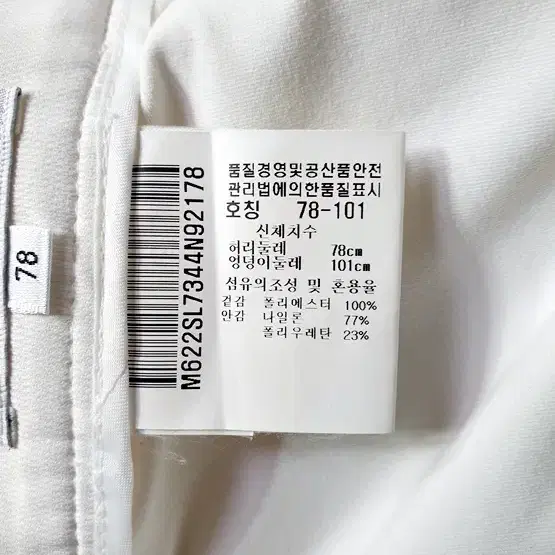 품질경영및공산품안전
관리법에의한품질표시
호칭 78-101
신체치수
허리둘레 78cm
엉덩이둘레 101cm
섬유의조성 및 혼용율
겉감 폴리에스터 100%
안감 나일론 77%
폴리우레탄 23%
M622SL7344N92178
78